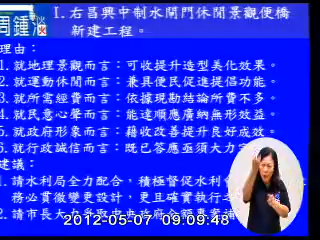 周鍾
1.右昌興中制水閘門休閒景觀便橋
新建工程。
理由：
1.就地理景觀而言：可收提升造型美化效果。
2.就運動休閒而言：兼具便民促進提倡功能。
3.就所需經費而言：依據現勘結論所費不多。
4.就民意心聲而言：能達順應廣納無形效益。
5.就政府形象而言：藉收改善提升良好成效。
6.就行政誠信而言：既已答應亟須大力
建議：
1.請水利局全力配合，積極督促水利會
務必貫徹變更設計，更且確實執行
2.請市長大力
2012-05-07 09:09:48